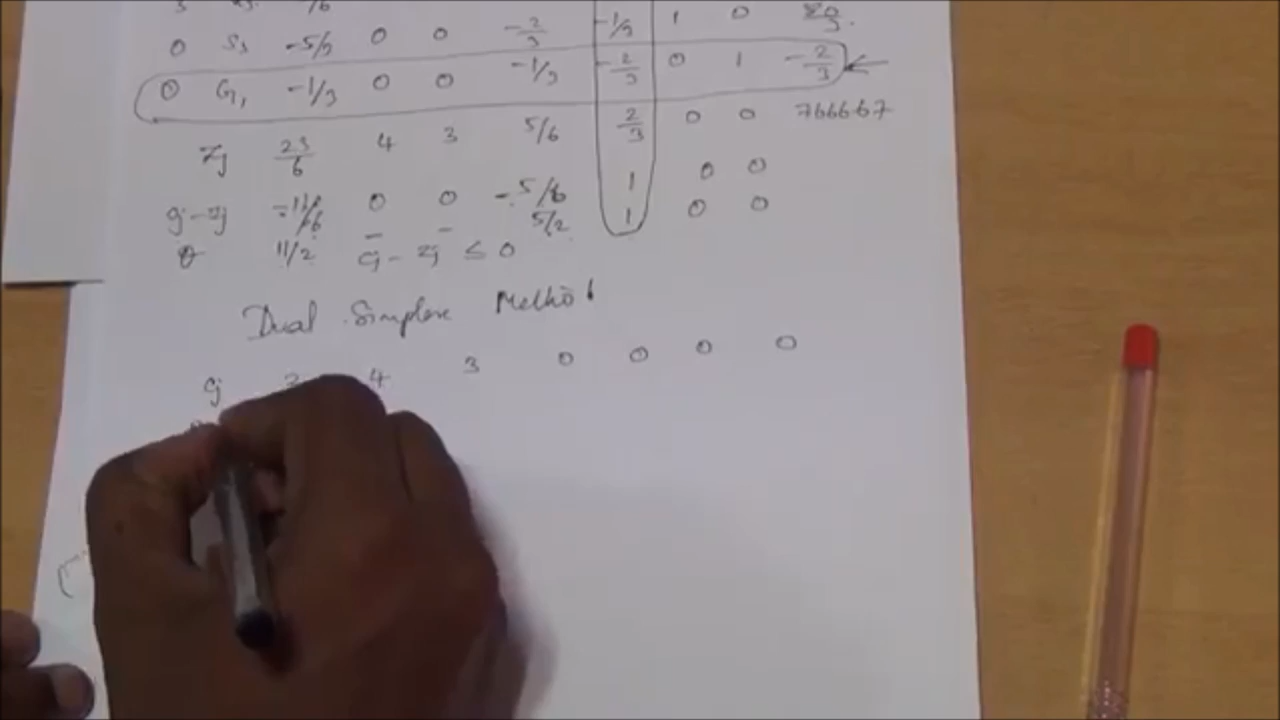 0 S3 -5/3 0 0 -2/3 -1/3 1 0
0 G1 -1/3 0 0 -1/3 -2/3 0 1 -2/3
Zj 23/6 4 3 5/6 2/3 0 0 766667
Cj-Zj -11/6 0 0 -5/6 1 0 0
θ 11/2 - - 5/2 1 0 0
Cj - Zj ≤ 0
Dual Simplex Method
Cj 4 3 0 0 0 0